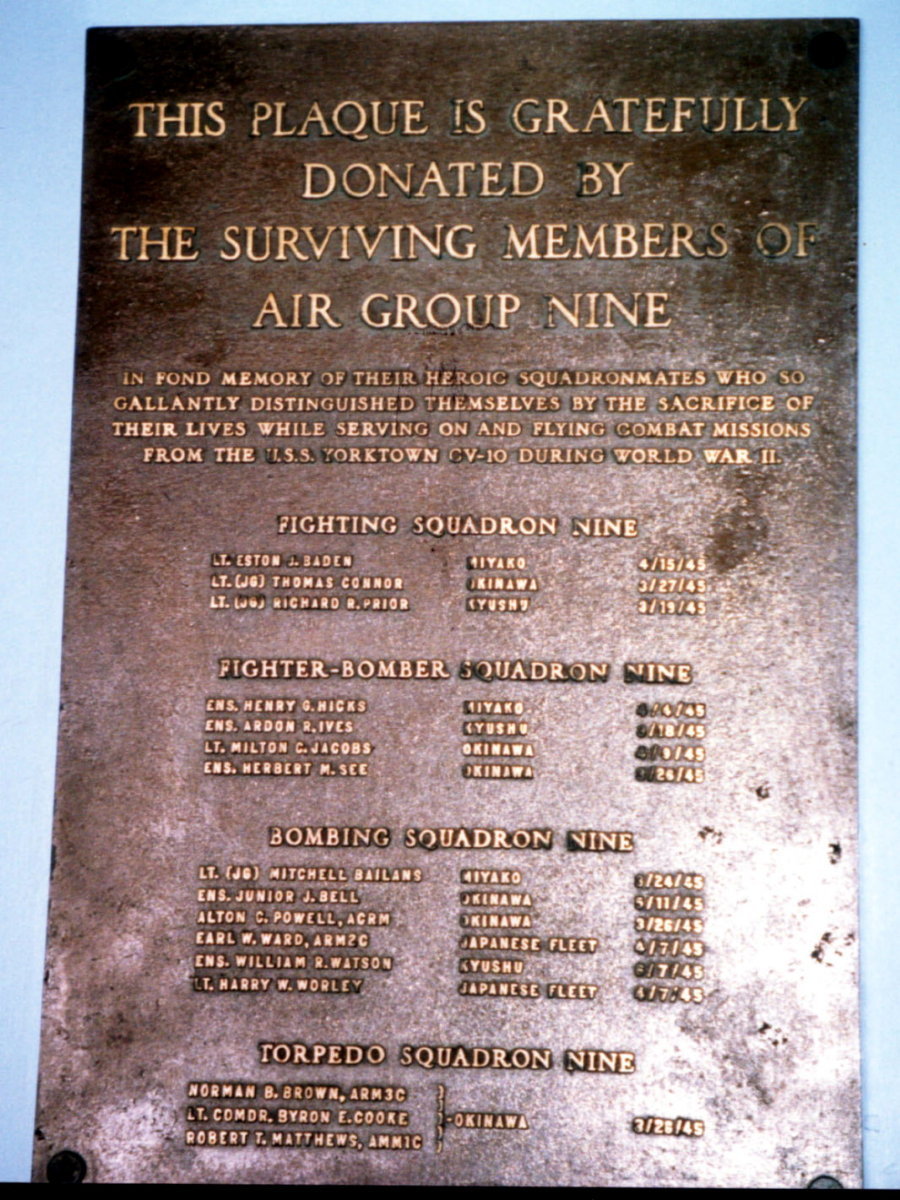 THIS PLAQUE IS GRATEFULLY
DONATED BY
THE SURVIVING MEMBERS OF
AIR GROUP NINE
IN FOND MEMORY OF THEIR HEROIC SQUADRONMATES WHO SO
GALLANTLY DISTINGUISHED THEMSELVES BY THE SACRIFICE OF
THEIR LIVES WHILE SERVING ON AND FLYING COMBAT MISSIONS
FROM THE U.S.S. YORKTOWN CV-10 DURING WORLD WAR II.
FIGHTING SQUADRON NINE
LT. ESTON J. BADEN MIYAKO 4/15/45
LT. (JG) THOMAS CONNOR OKINAWA 3/27/45
LT. (JG) RICHARD R. PRIOR KYUSHU 3/19/45
FIGHTER-BOMBER SQUADRON NINE
ENS. HENRY G. HICKS MIYAKO
ENS. ARDON R. IVES KYUSHU
LT. MILTON C. JACOBS OKINAWA
ENS. HERBERT M. SEE OKINAWA
BOMBING SQUADRON NINE
LT. (JG) MITCHELL BAILANS MIYAKO
ENS. JUNIOR J. BELL OKINAWA 5/11/45
ALTON C. POWELL, ACRM OKINAWA 3/26/45
EARL W. WARD, ARM2C JAPANESE FLEET 4/7/45
ENS. WILLIAM R. WATSON KYUSHU
LT. HARRY W. WORLEY JAPANESE FLEET 4/7/45
TORPEDO SQUADRON NINE
NORMAN B. BROWN, ARM3C
LT. COMDR. BYRON E. COOKE OKINAWA
ROBERT T. MATTHEWS, AMM1C